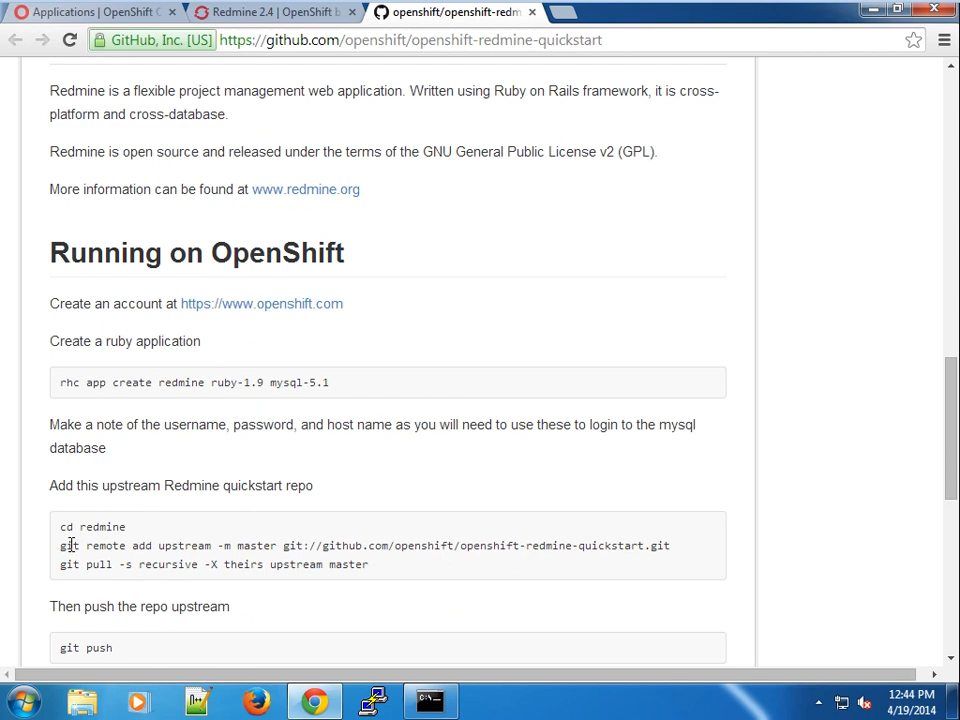 Applications | OpenShift C
Redmine 2.4 | OpenShift b
openshift/openshift-redm
GitHub, Inc. [US]
https://github.com/openshift/openshift-redmine-quickstart
Redmine is a flexible project management web application. Written using Ruby on Rails framework, it is cross-
platform and cross-database.
Redmine is open source and released under the terms of the GNU General Public License v2 (GPL).
More information can be found at www.redmine.org
Running on OpenShift
Create an account at https://www.openshift.com
Create a ruby application
rhc app create redmine ruby-1.9 mysql-5.1
Make a note of the username, password, and host name as you will need to use these to login to the mysql
database
Add this upstream Redmine quickstart repo
cd redmine
git remote add upstream -m master git://github.com/openshift/openshift-redmine-quickstart.git
git pull -s recursive -X theirs upstream master
Then push the repo upstream
git push
12:44 PM
4/19/2014